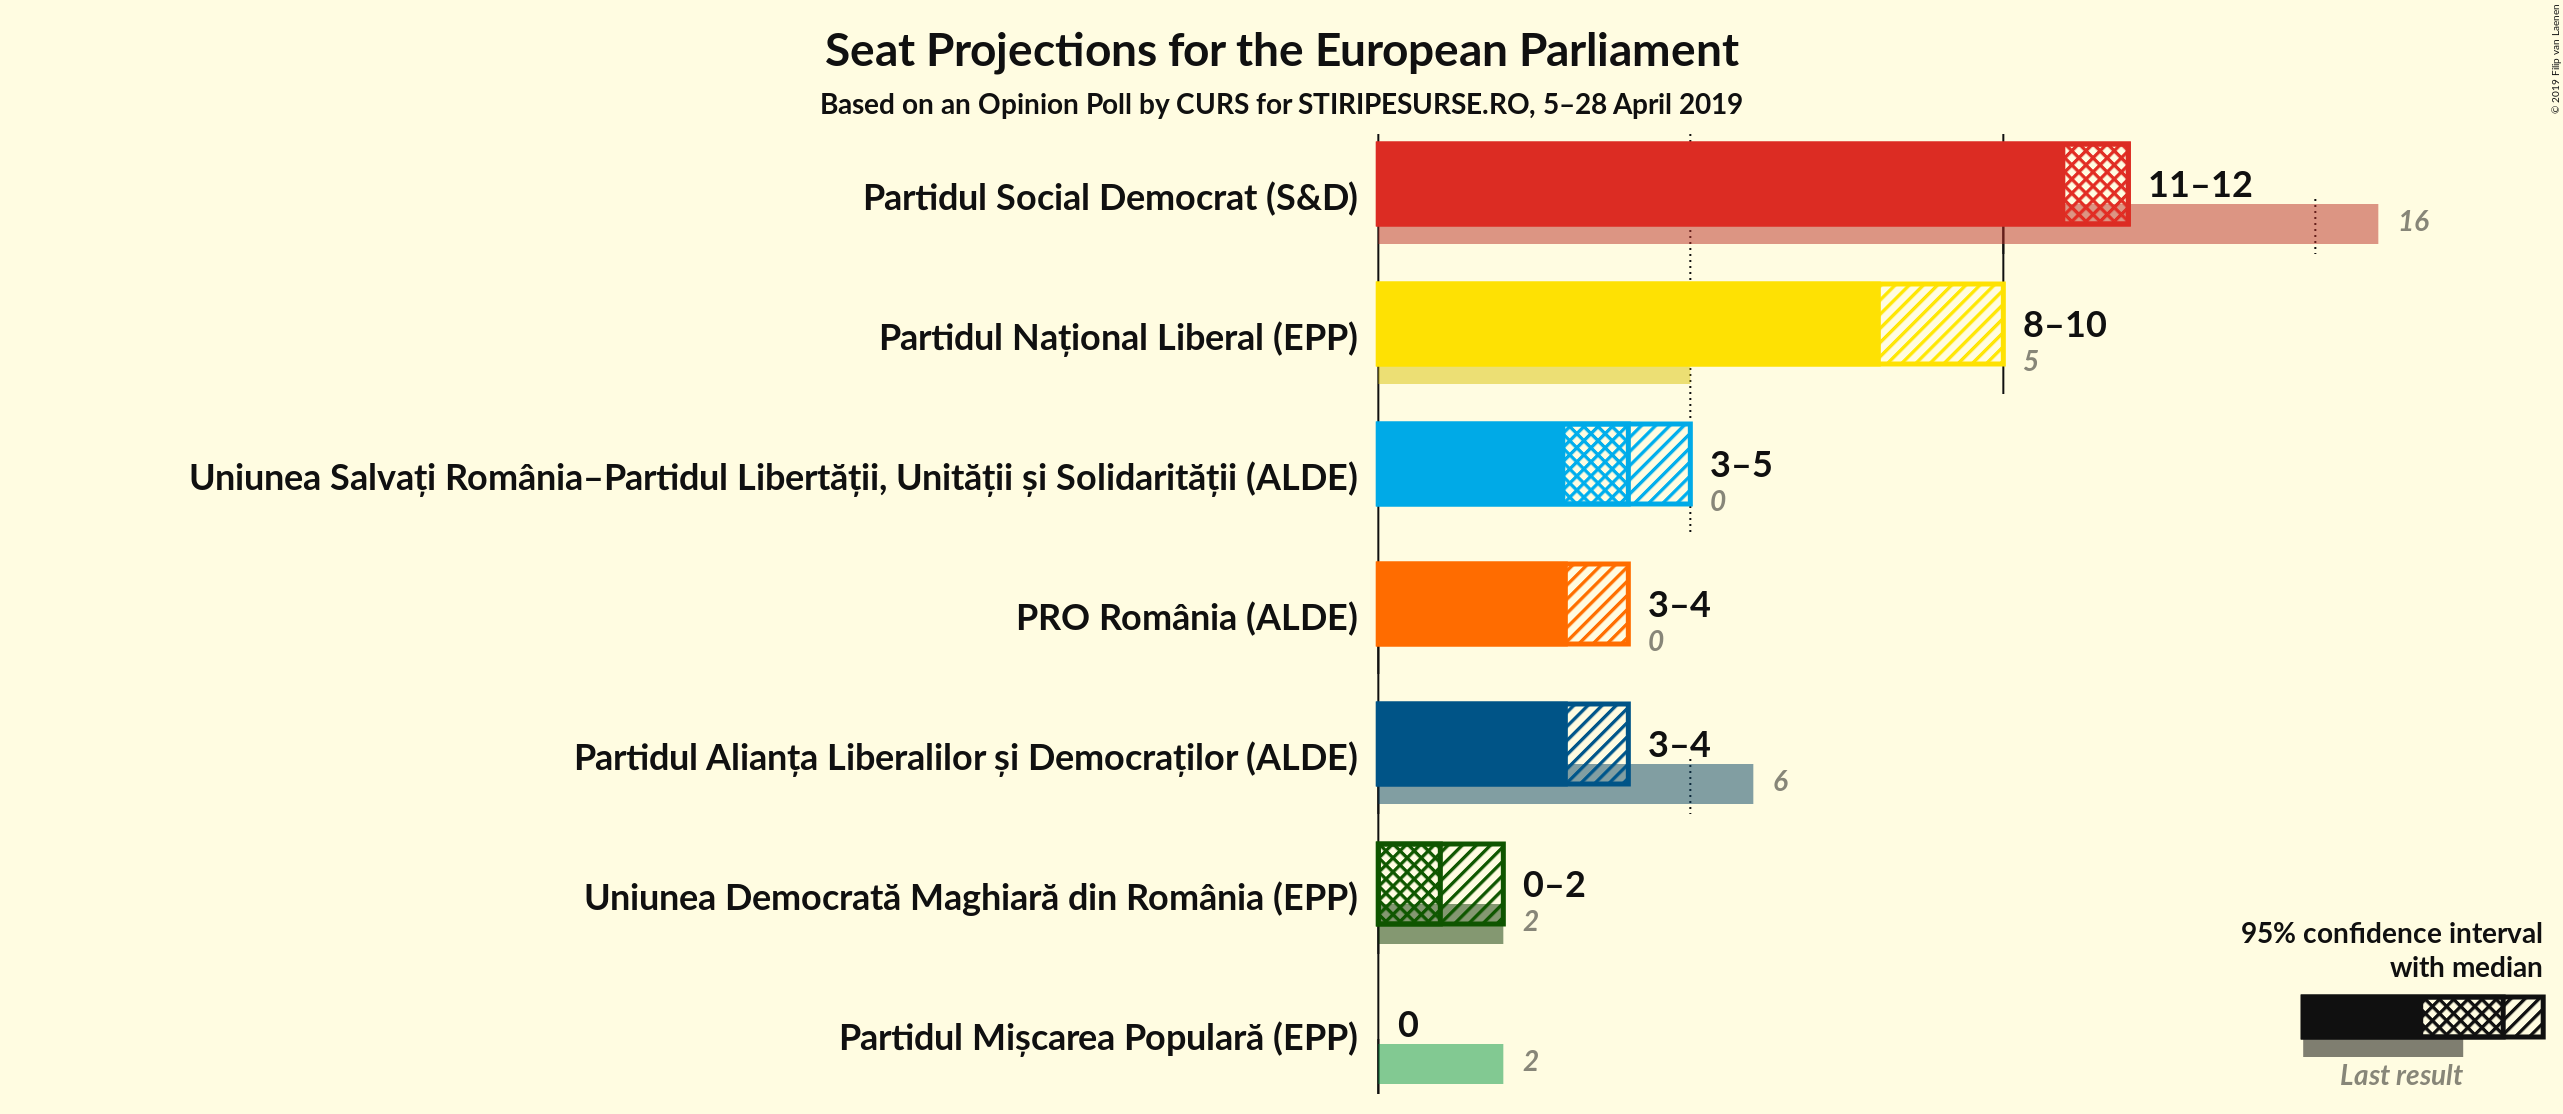 Seat Projections for the European Parliament
Based on an Opinion Poll by CURS for STIRIPESURSE.RO, 5–28 April 2019
© 2019 Filip van Laenen
Partidul Social Democrat (S&D)
11–12
16
Partidul Național Liberal (EPP)
8–10
5
Uniunea Salvați România–Partidul Libertății, Unității și Solidarității (ALDE)
3–5
0
PRO România (ALDE)
3–4
0
Partidul Alianța Liberalilor și Democraților (ALDE)
3–4
6
Uniunea Democrată Maghiară din România (EPP)
0–2
2
Partidul Mișcarea Populară (EPP)
0
2
95% confidence interval
with median
Last result